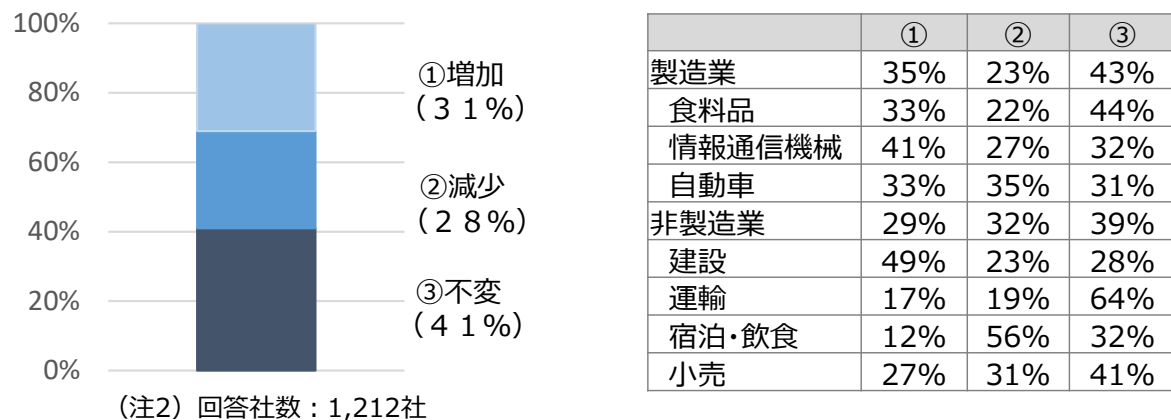 100%
80%
60%
40%
20%
0%
①増加
（３１%）
②減少
（２８%）
③不変
（４１%）
（注2）回答社数：1,212社
① ② ③
製造業 35% 23% 43%
食料品 33% 22% 44%
情報通信機械 41% 27% 32%
自動車 33% 35% 31%
非製造業 29% 32% 39%
建設 49% 23% 28%
運輸 17% 19% 64%
宿泊･飲食 12% 56% 32%
小売 27% 31% 41%